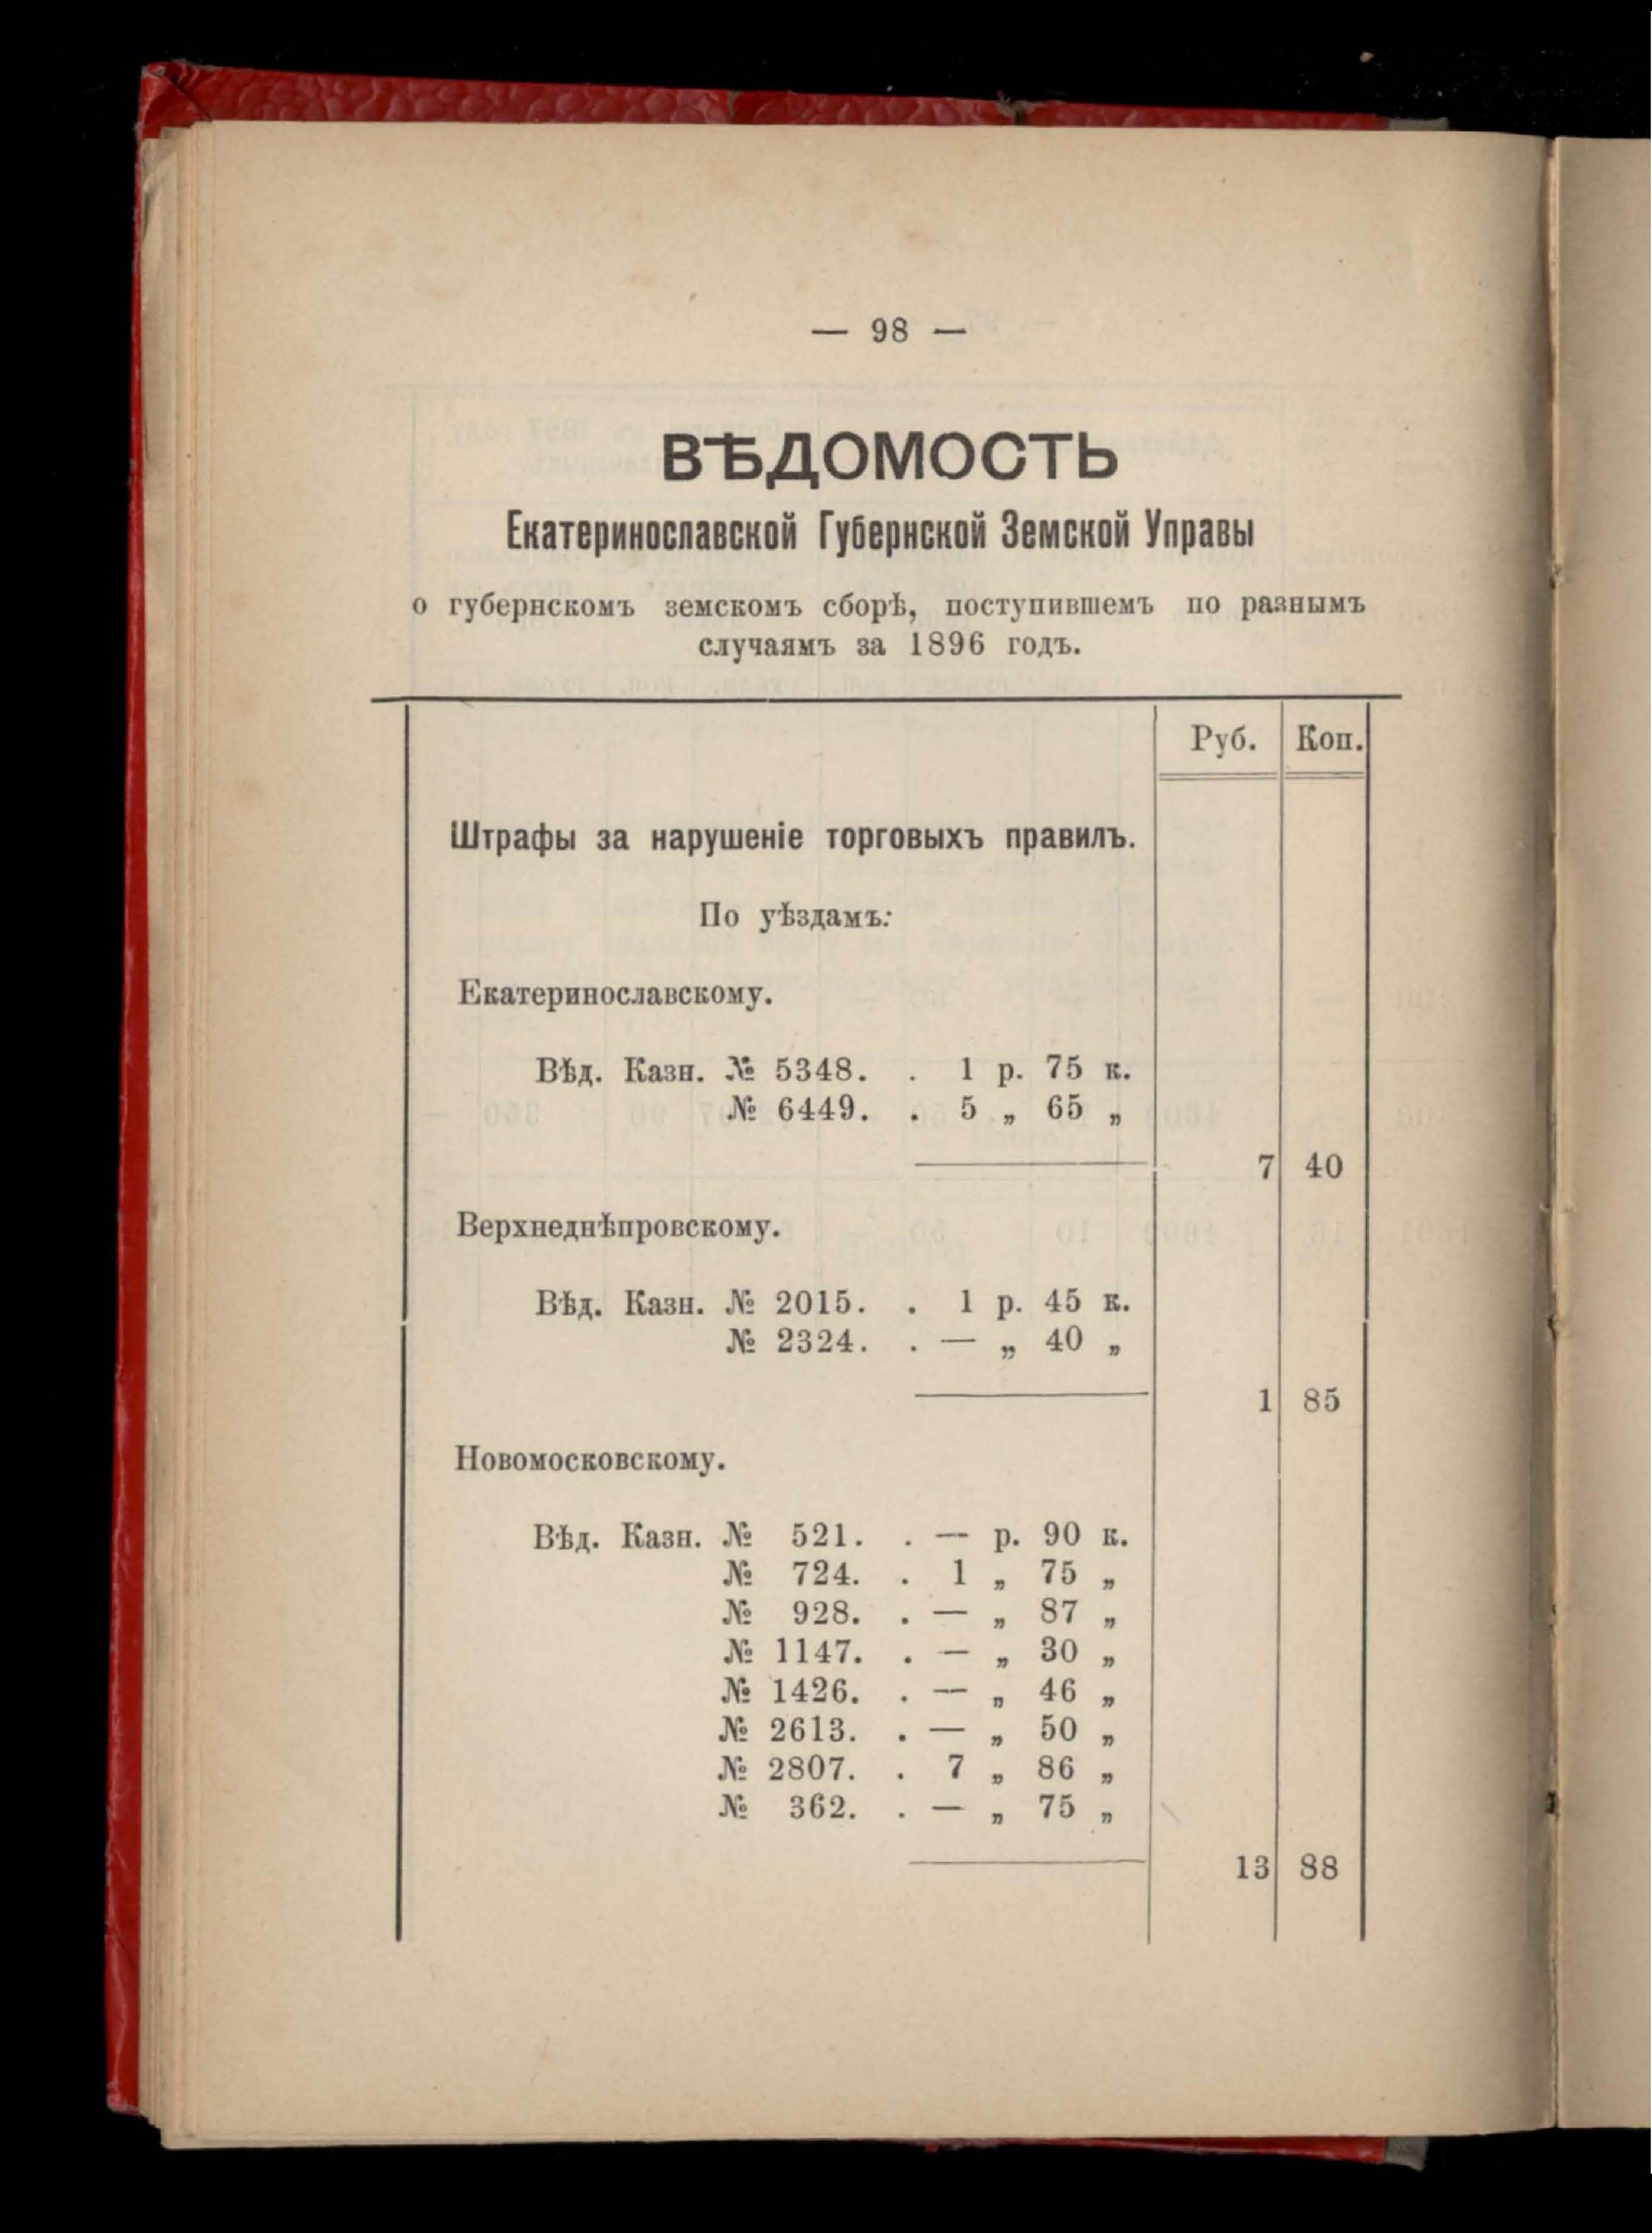 — 98 —
ВѢДОМОСТЬ
Екатеринославской Губернской Земской Управы
о губернскомъ земскомъ сборѣ, поступившемъ по разнымъ
случаямъ за 1896 годъ.
Руб. Коп.
Штрафы за нарушеніе торговыхъ правилъ.
По уѣздамъ:
Екатеринославскому.
Вѣд. Казн. № 5348. . 1 р. 75 к.
№ 6449. . 5 „ 65 „
7 40
Верхнеднѣпровскому.
Вѣд. Казн. № 2015. . 1 р. 45 к.
№ 2324. . — „ 40 „
1 85
Новомосковскому.
Вѣд. Казн. № 521. . — р. 90 к.
№ 724. . 1 „ 75 „
№ 928. . — „ 87 „
№ 1147. . — „ 30 „
№ 1426. . — „ 46 „
№ 2613. . — „ 50 „
№ 2807. . 7 „ 86 „
№ 362. . — „ 75 „
13 88